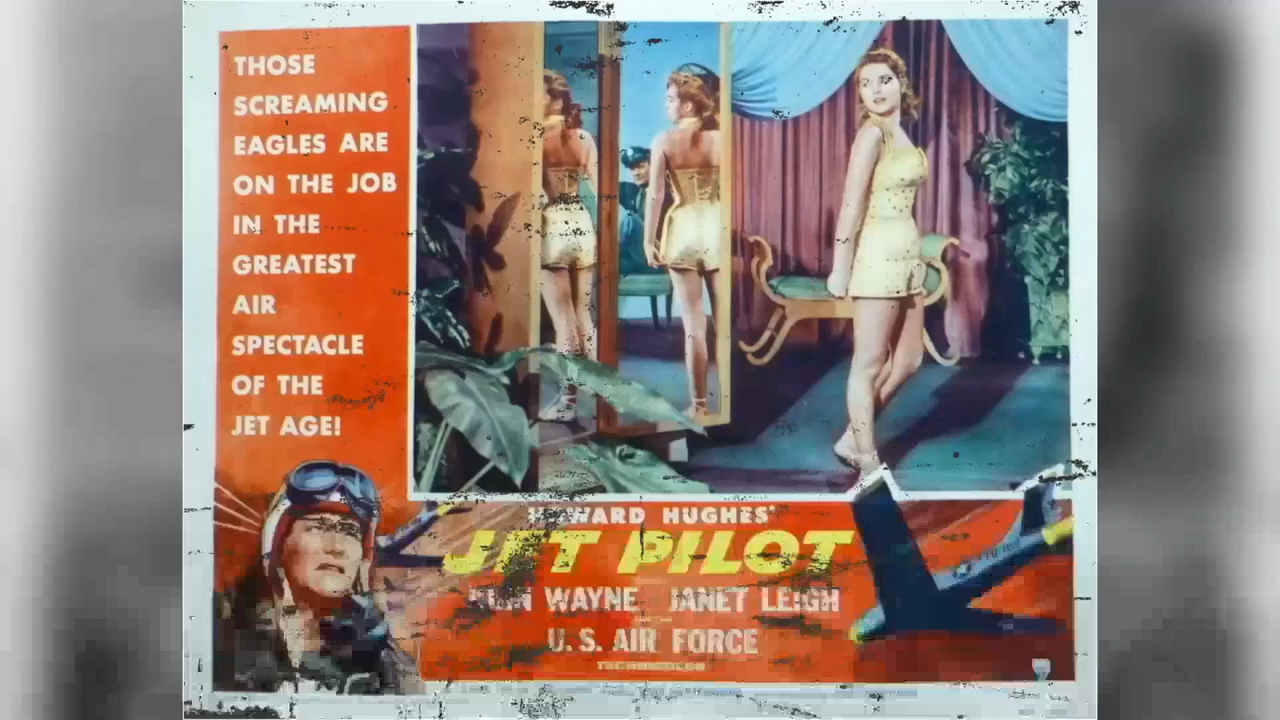 THOSE
SCREAMING
EAGLES ARE
ON THE JOB
IN THE
GREATEST
AIR
SPECTACLE
OF THE
JET AGE!
HOWARD HUGHES'
JET PILOT
JOHN WAYNE JANET LEIGH
U.S. AIR FORCE
TECHNICOLOR